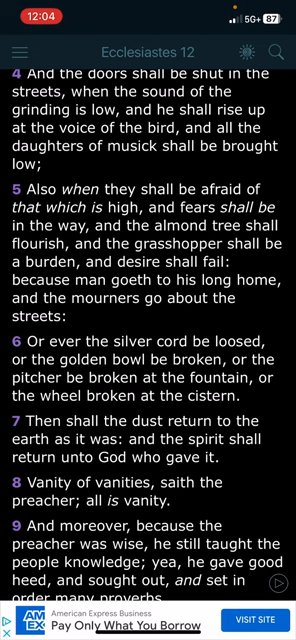 12:04
5G+ 87
Ecclesiastes 12
4 And the doors shall be shut in the
streets, when the sound of the
grinding is low, and he shall rise up
at the voice of the bird, and all the
daughters of musick shall be brought
low;
5 Also when they shall be afraid of
that which is high, and fears shall be
in the way, and the almond tree shall
flourish, and the grasshopper shall be
a burden, and desire shall fail:
because man goeth to his long home,
and the mourners go about the
streets:
6 Or ever the silver cord be loosed,
or the golden bowl be broken, or the
pitcher be broken at the fountain, or
the wheel broken at the cistern.
7 Then shall the dust return to the
earth as it was: and the spirit shall
return unto God who gave it.
8 Vanity of vanities, saith the
preacher; all is vanity.
9 And moreover, because the
preacher was wise, he still taught the
people knowledge; yea, he gave good
heed, and sought out, and set in
order many proverbs
AM
EX
American Express Business
Pay Only What You Borrow
VISIT SITE